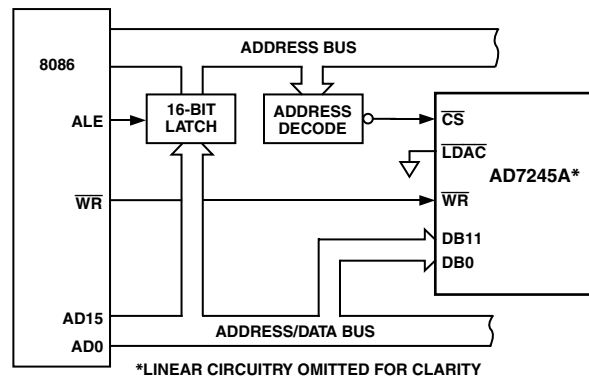 ADDRESS BUS
8086
16-BIT
LATCH
ADDRESS
DECODE
ALE
CS
LDAC
AD7245A*
WR
WR
DB11
DB0
AD15
ADDRESS/DATA BUS
AD0
*LINEAR CIRCUITRY OMITTED FOR CLARITY